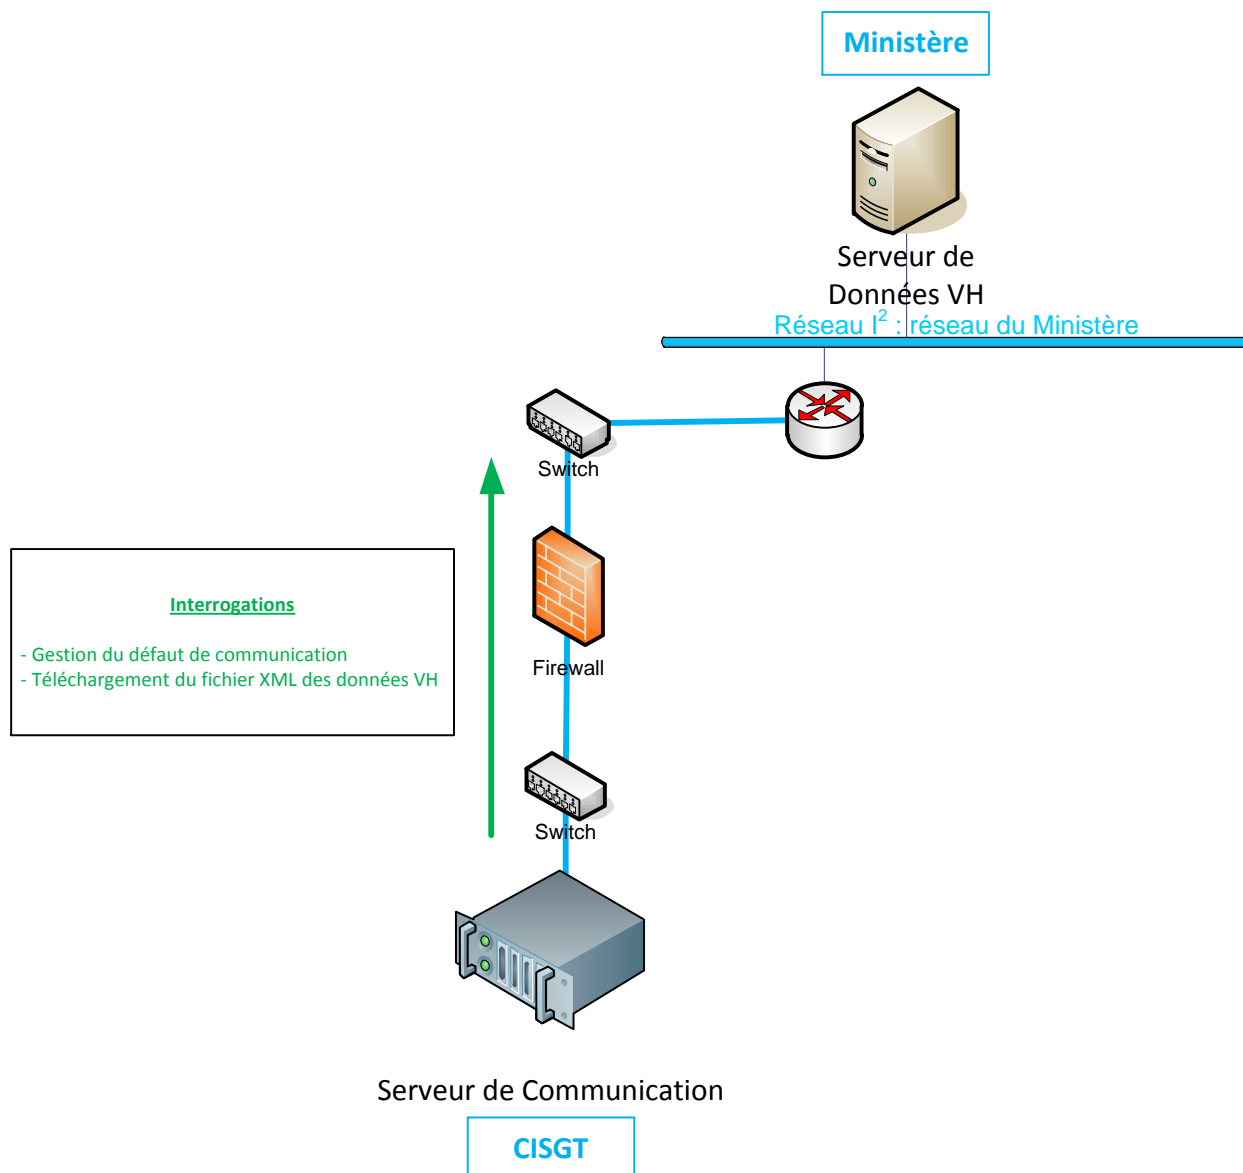 Ministère
Serveur de
Données VH
Réseau I² : réseau du Ministère
Switch
Interrogations
- Gestion du défaut de communication
- Téléchargement du fichier XML des données VH
Firewall
Switch
Serveur de Communication
CISGT